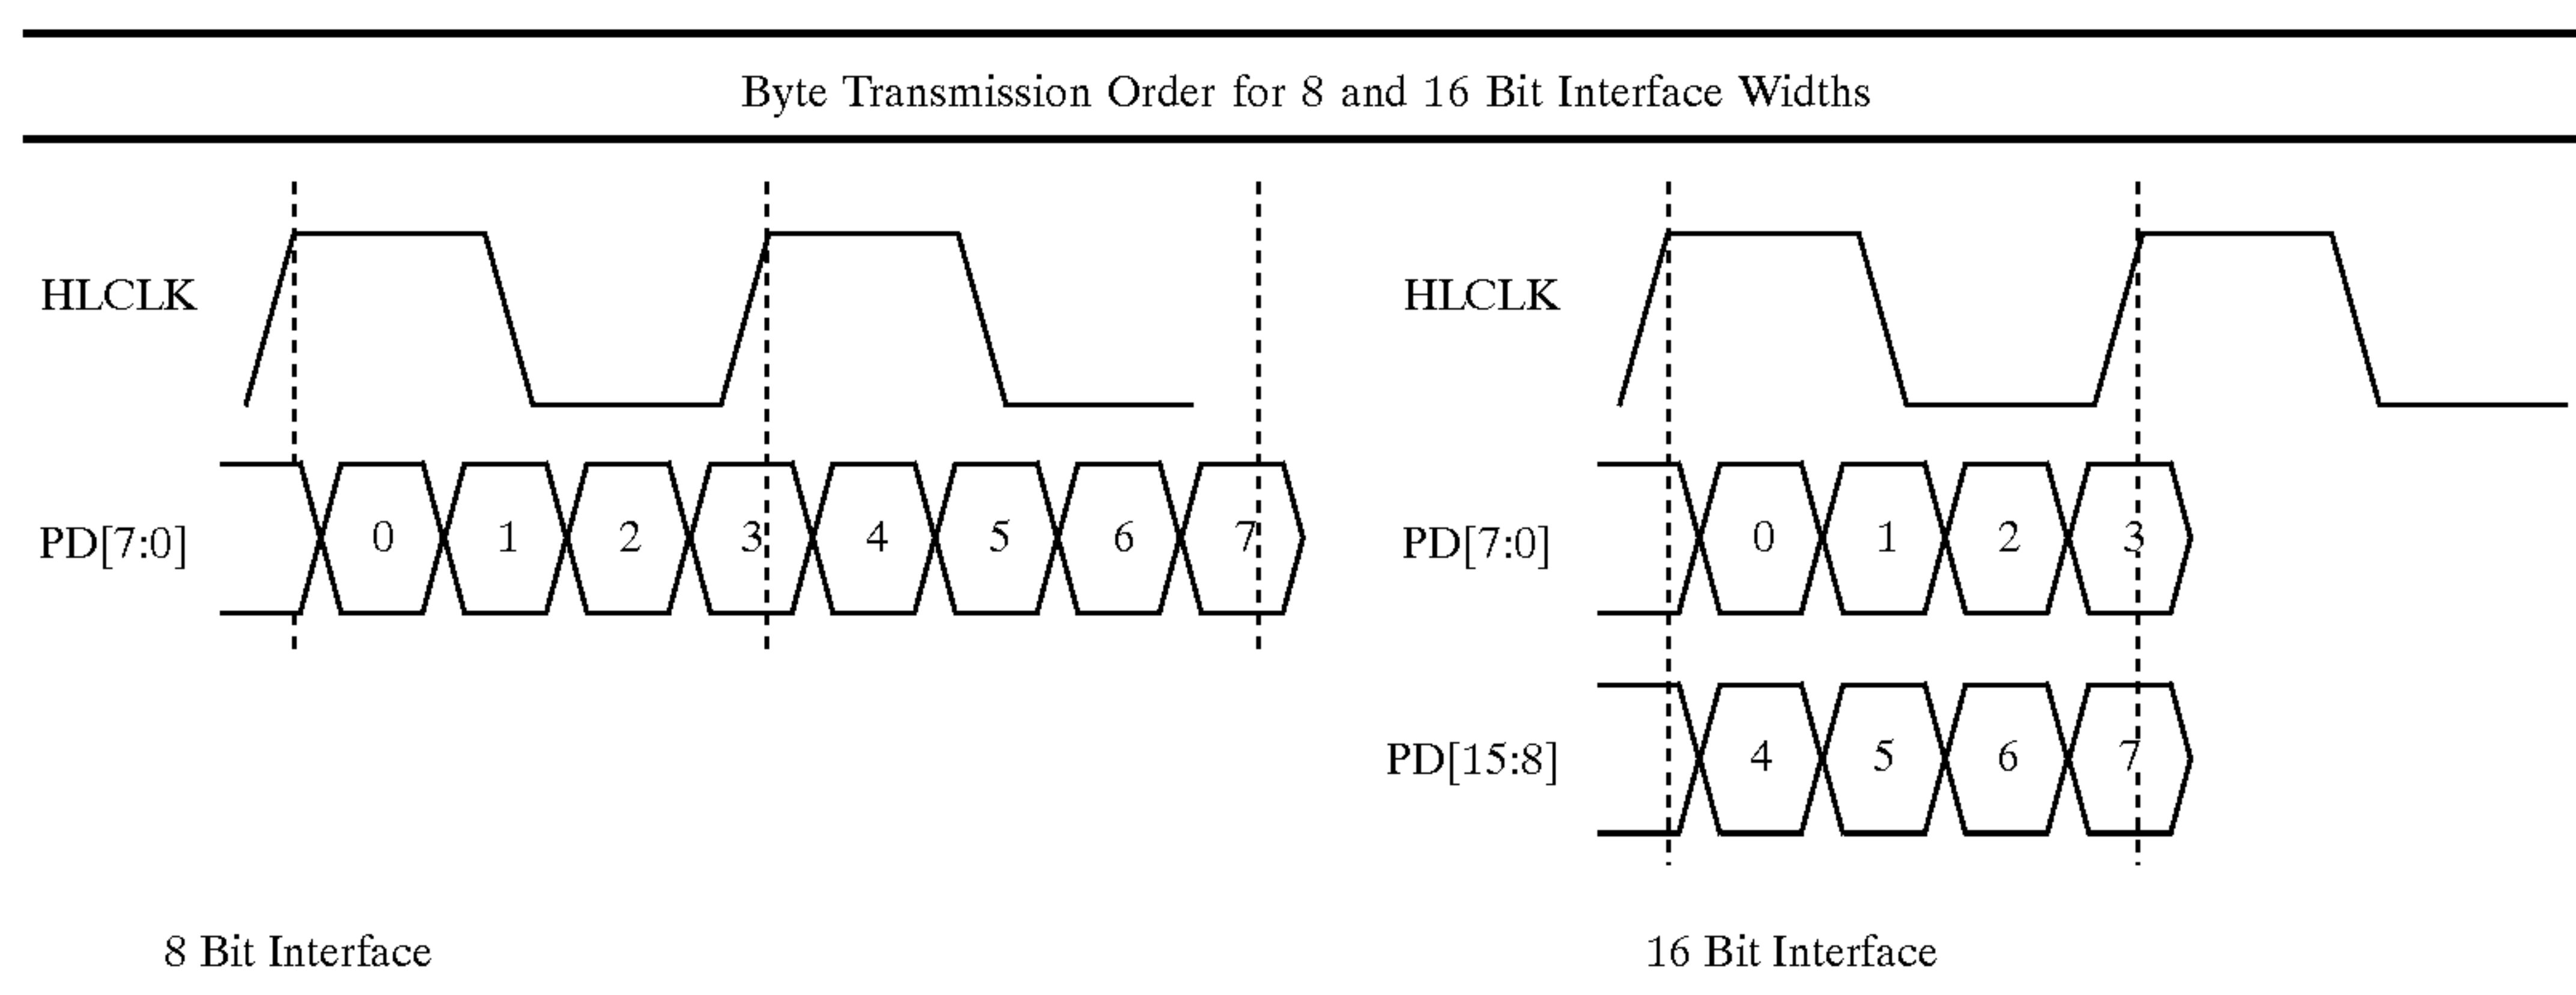 Byte Transmission Order for 8 and 16 Bit Interface Widths
HLCLK
PD[7:0]
0 1 2 3 4 5 6 7
8 Bit Interface
HLCLK
PD[7:0]
0 1 2 3
PD[15:8]
4 5 6 7
16 Bit Interface